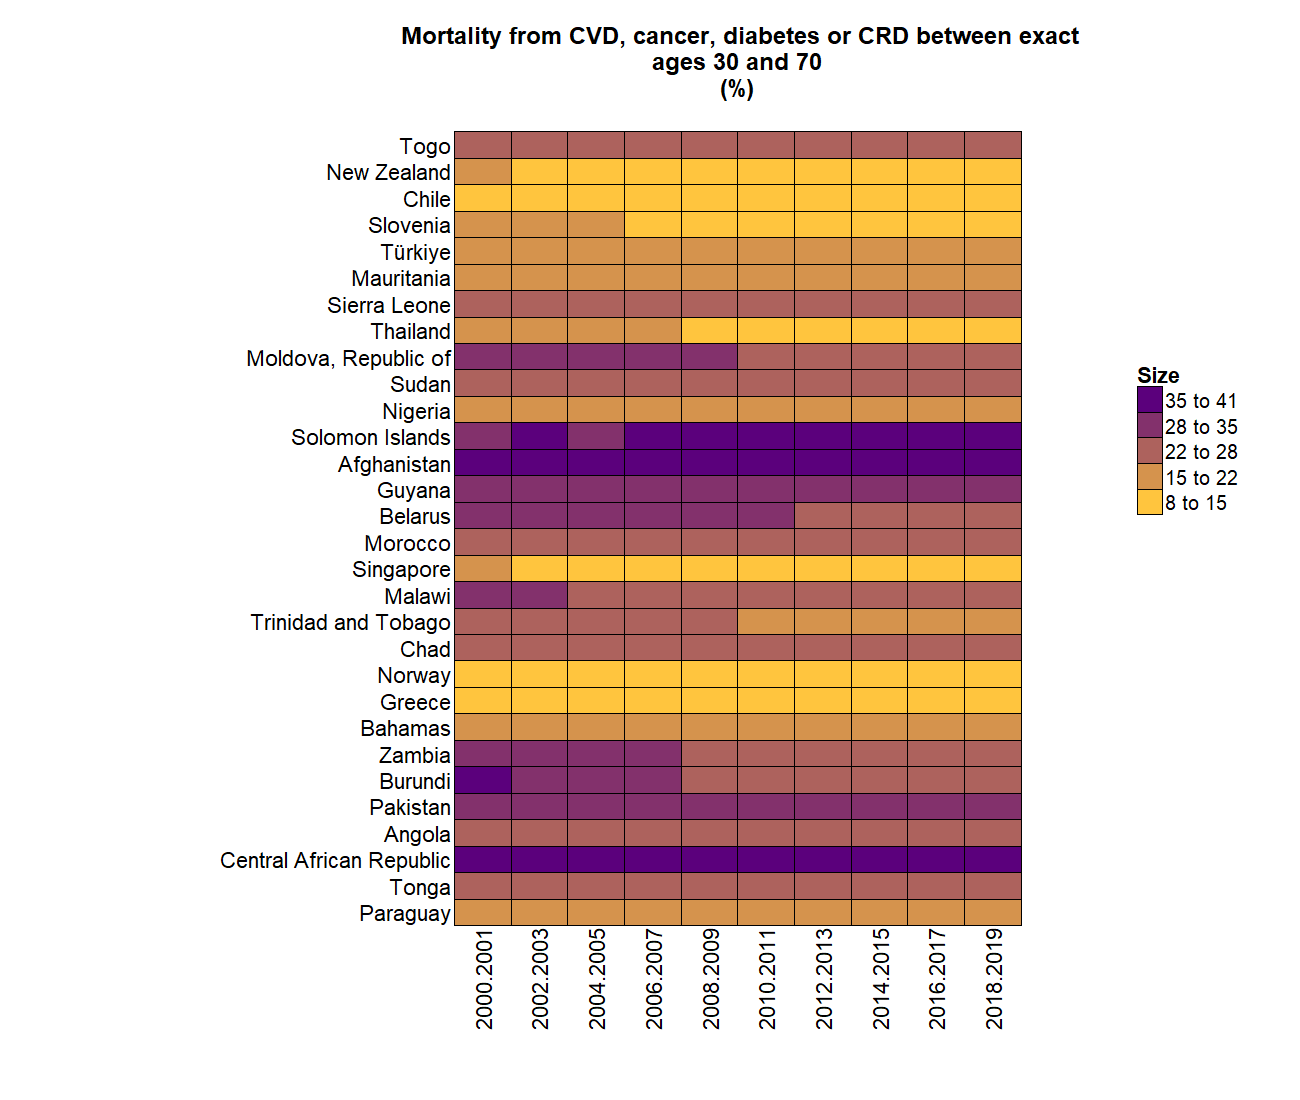 Mortality from CVD, cancer, diabetes or CRD between exact
ages 30 and 70
(%)
Togo
New Zealand
Chile
Slovenia
Türkiye
Mauritania
Sierra Leone
Thailand
Moldova, Republic of
Sudan
Nigeria
Solomon Islands
Afghanistan
Guyana
Belarus
Morocco
Singapore
Malawi
Trinidad and Tobago
Chad
Norway
Greece
Bahamas
Zambia
Burundi
Pakistan
Angola
Central African Republic
Tonga
Paraguay
2000.2001
2002.2003
2004.2005
2006.2007
2008.2009
2010.2011
2012.2013
2014.2015
2016.2017
2018.2019
Size
35 to 41
28 to 35
22 to 28
15 to 22
8 to 15